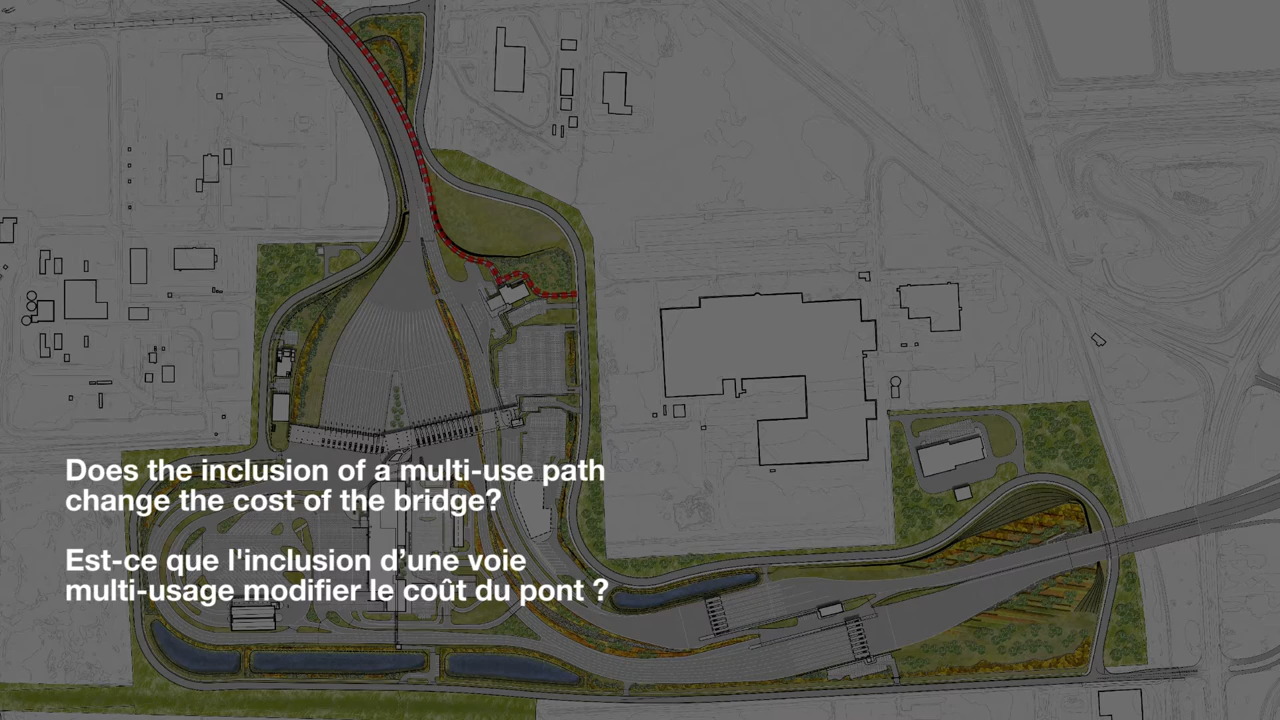 Does the inclusion of a multi-use path
change the cost of the bridge?
Est-ce que l'inclusion d’une voie
multi-usage modifier le coût du pont ?